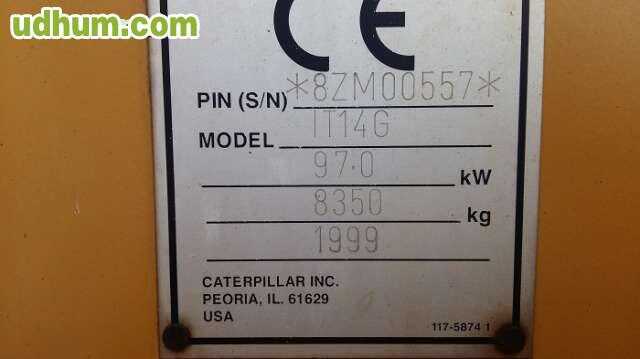 udhum.com
CE
PIN (S/N) *8ZM00557*
MODEL IT14G
97.0 kW
8350 kg
1999
CATERPILLAR INC.
PEORIA, IL. 61629
USA
117-5874 1